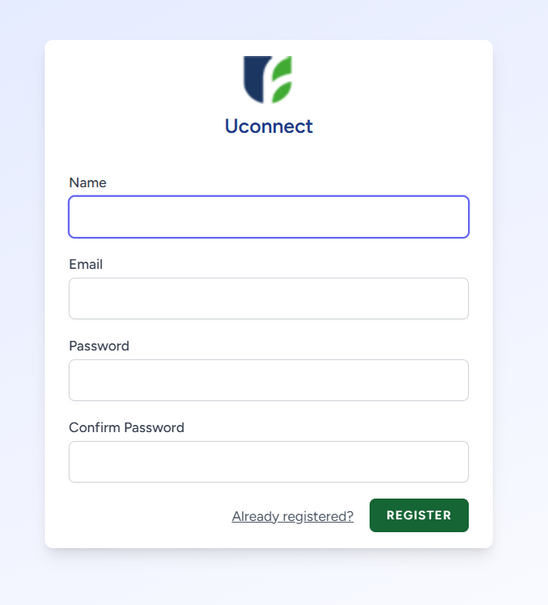 Uconnect
Name
Email
Password
Confirm Password
Already registered? REGISTER